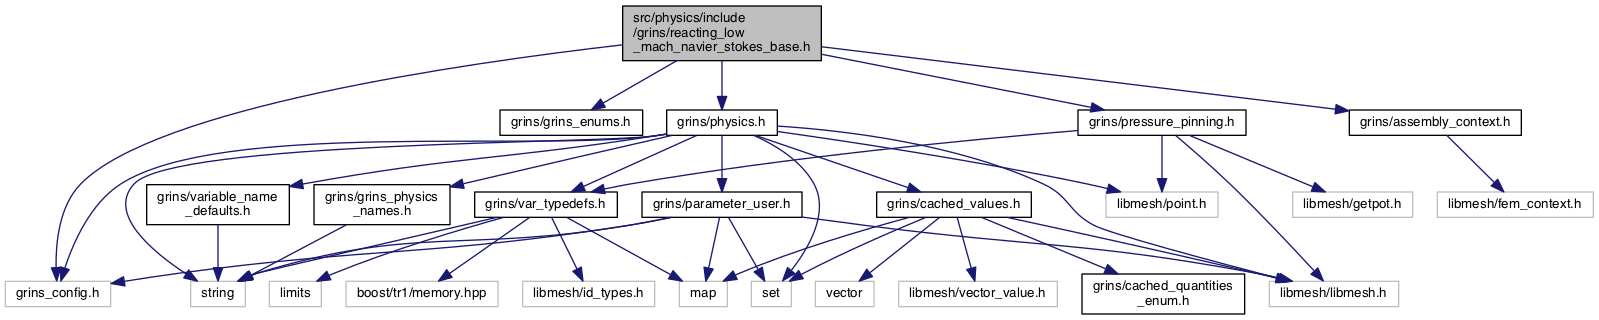 src/physics/include
/grins/reacting_low
_mach_navier_stokes_base.h
grins/grins_enums.h
grins/physics.h
grins/pressure_pinning.h
grins/assembly_context.h
grins/variable_name
_defaults.h
grins/grins_physics
_names.h
grins/var_typedefs.h
grins/parameter_user.h
grins/cached_values.h
libmesh/point.h
libmesh/getpot.h
libmesh/fem_context.h
grins_config.h
string
limits
boost/tr1/memory.hpp
libmesh/id_types.h
map
set
vector
libmesh/vector_value.h
grins/cached_quantities
_enum.h
libmesh/libmesh.h